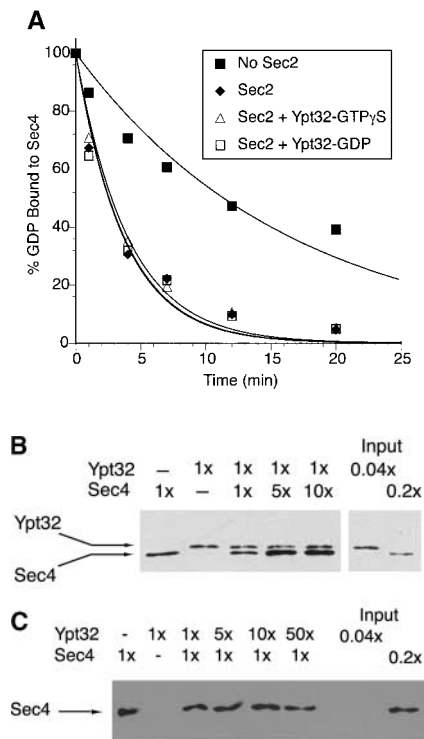 A
% GDP Bound to Sec4
100
80
60
40
20
0
No Sec2
Sec2
Sec2 + Ypt32-GTPγS
Sec2 + Ypt32-GDP
0 5 10 15 20 25
Time (min)
B
Input
Ypt32 – 1x 1x 1x 1x 0.04x
Sec4 1x – 1x 5x 10x 0.2x
Ypt32
Sec4
C
Input
Ypt32 - 1x 1x 5x 10x 50x 0.04x
Sec4 1x - 1x 1x 1x 1x 0.2x
Sec4